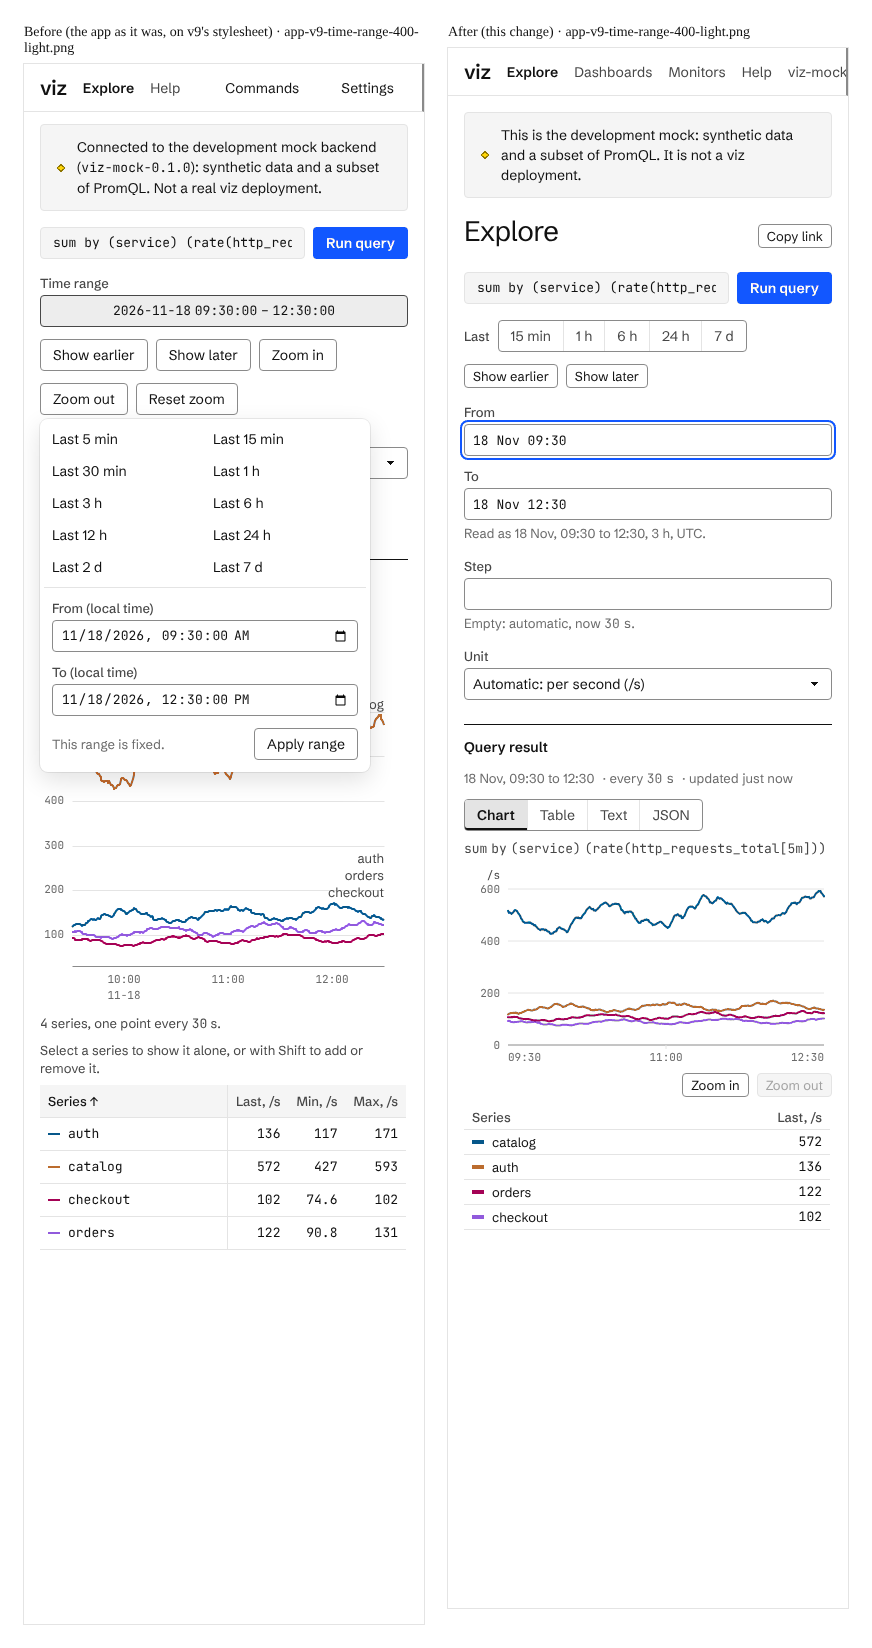 Before (the app as it was, on v9's stylesheet) · app-v9-time-range-400-
light.png
viz Explore Help Commands Settings
Connected to the development mock backend
(viz-mock-0.1.0): synthetic data and a subset
of PromQL. Not a real viz deployment.
sum by (service) (rate(http_rec Run query
Time range
2026-11-18 09:30:00 – 12:30:00
Show earlier Show later Zoom in
Zoom out Reset zoom
Last 5 min Last 15 min
Last 30 min Last 1 h
Last 3 h Last 6 h
Last 12 h Last 24 h
Last 2 d Last 7 d
From (local time)
11/18/2026, 09:30:00 AM
To (local time)
11/18/2026, 12:30:00 PM
og
This range is fixed. Apply range
400
300
auth
orders
200
checkout
100
10:00 11:00 12:00
11-18
4 series, one point every 30 s.
Select a series to show it alone, or with Shift to add or
remove it.
Series ↑ Last, /s Min, /s Max, /s
auth 136 117 171
catalog 572 427 593
checkout 102 74.6 102
orders 122 90.8 131
After (this change) · app-v9-time-range-400-light.png
viz Explore Dashboards Monitors Help viz-mock
This is the development mock: synthetic data
and a subset of PromQL. It is not a viz
deployment.
Explore Copy link
sum by (service) (rate(http_rec Run query
Last 15 min 1 h 6 h 24 h 7 d
Show earlier Show later
From
18 Nov 09:30
To
18 Nov 12:30
Read as 18 Nov, 09:30 to 12:30, 3 h, UTC.
Step
Empty: automatic, now 30 s.
Unit
Automatic: per second (/s)
Query result
18 Nov, 09:30 to 12:30 · every 30 s · updated just now
Chart Table Text JSON
sum by (service) (rate(http_requests_total[5m]))
/s
600
400
200
0
09:30 11:00 12:30
Zoom in Zoom out
Series Last, /s
catalog 572
auth 136
orders 122
checkout 102